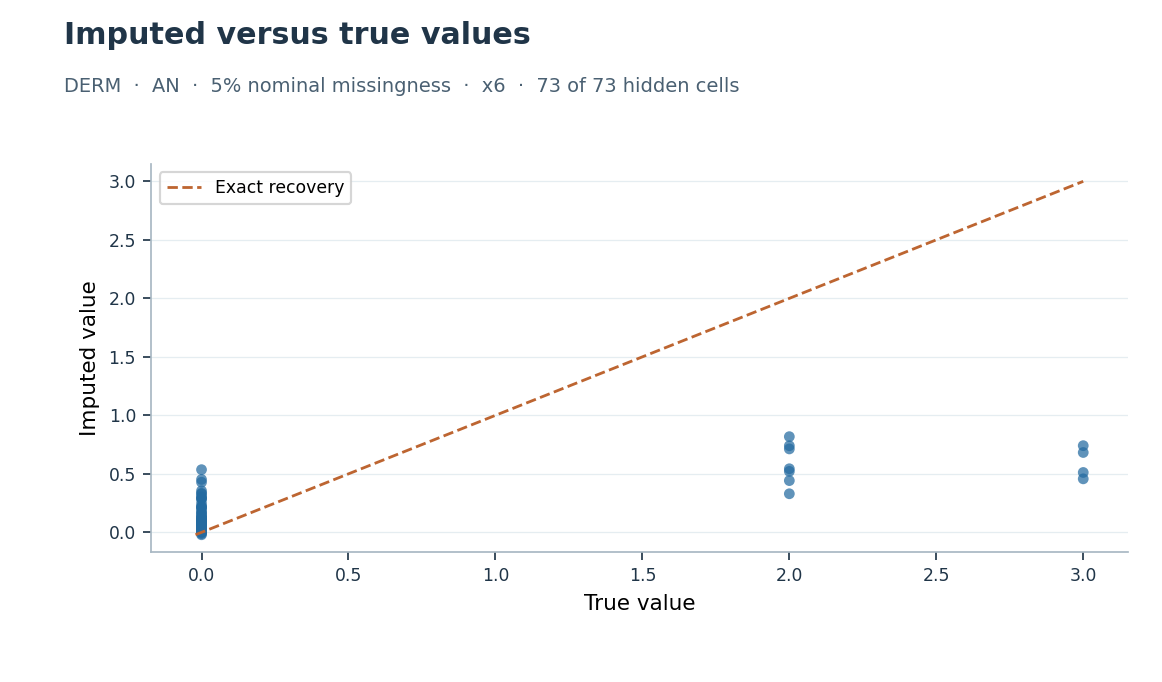 Imputed versus true values
DERM · AN · 5% nominal missingness · x6 · 73 of 73 hidden cells
Exact recovery
3.0
2.5
2.0
1.5
1.0
0.5
0.0
Imputed value
0.0 0.5 1.0 1.5 2.0 2.5 3.0
True value